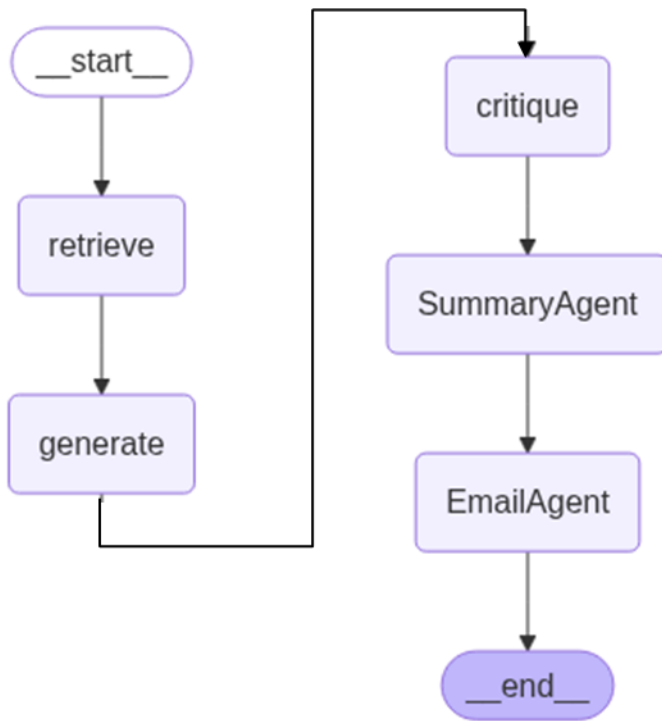 __start__
retrieve
generate
critique
SummaryAgent
EmailAgent
__end__